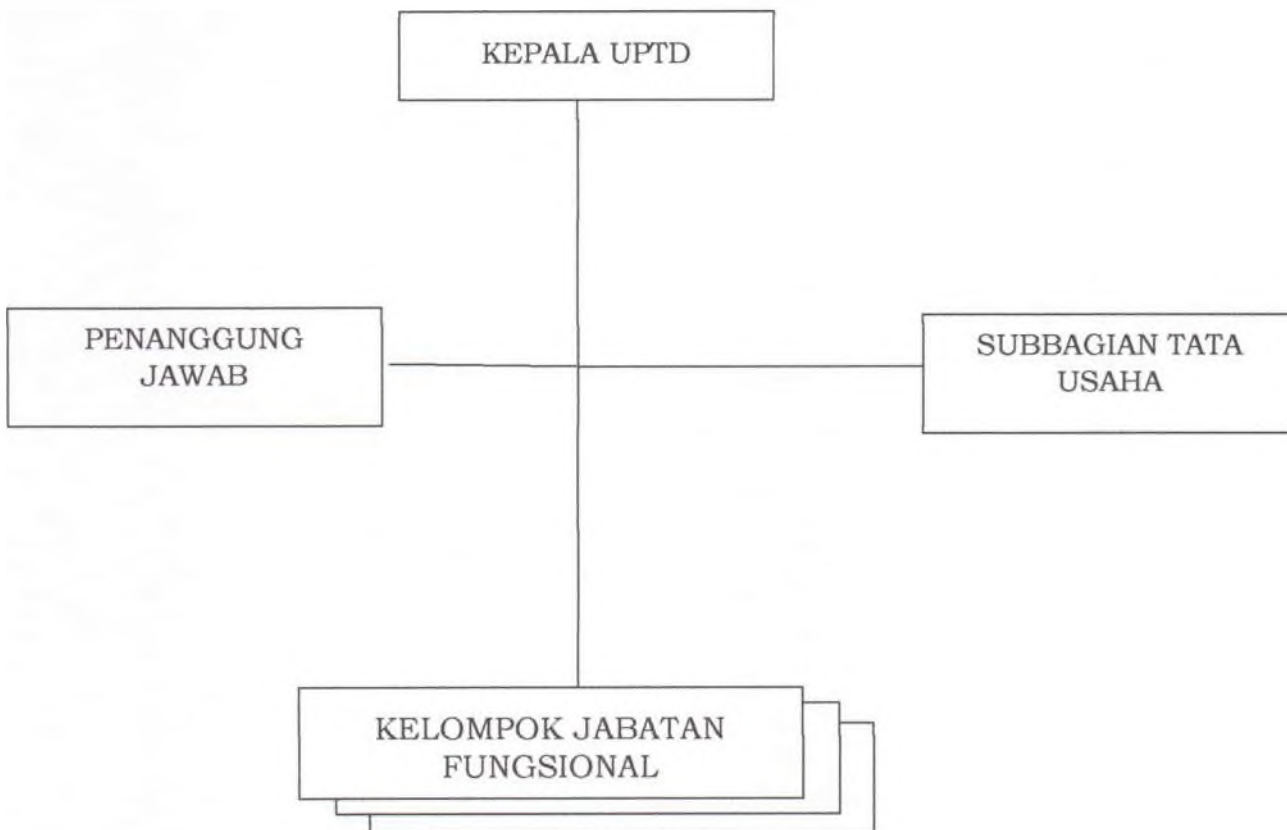 KEPALA UPTD
PENANGGUNG
JAWAB
SUBBAGIAN TATA
USAHA
KELOMPOK JABATAN
FUNGSIONAL